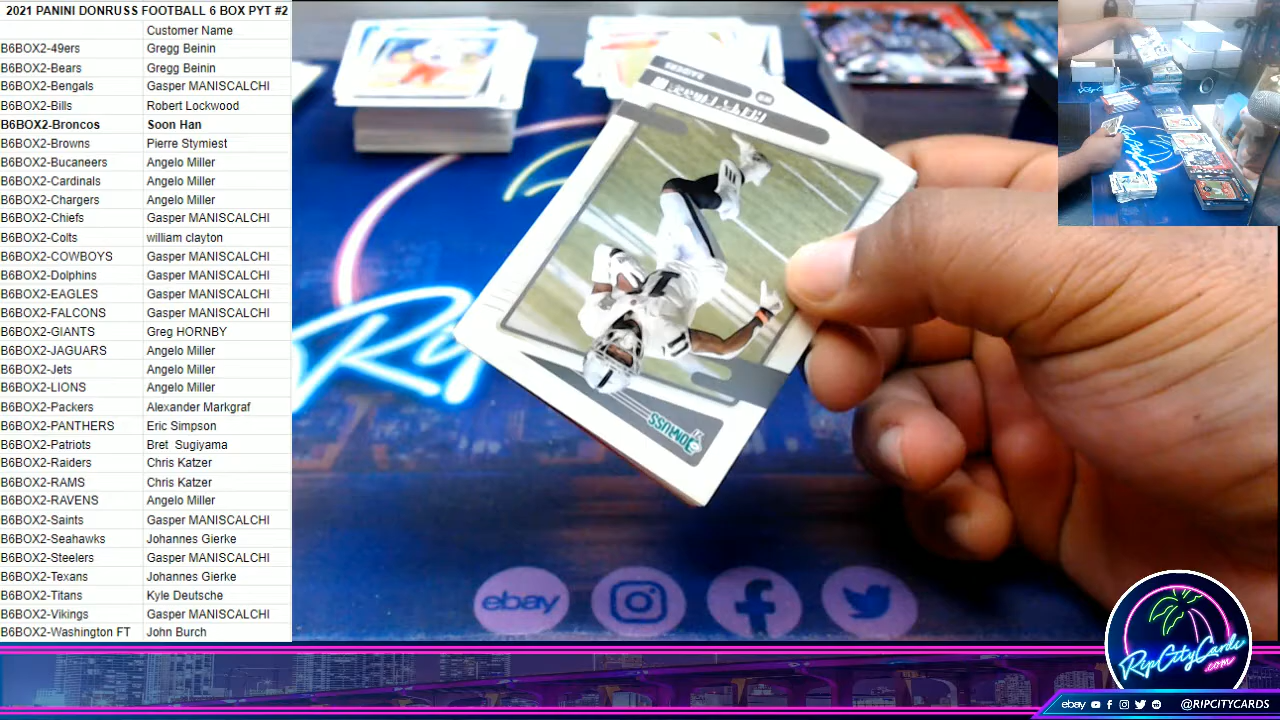 2021 PANINI DONRUSS FOOTBALL 6 BOX PYT #2
Customer Name
B6BOX2-49ers Gregg Beinin
B6BOX2-Bears Gregg Beinin
B6BOX2-Bengals Gasper MANISCALCHI
B6BOX2-Bills Robert Lockwood
B6BOX2-Broncos Soon Han
B6BOX2-Browns Pierre Stymiest
B6BOX2-Bucaneers Angelo Miller
B6BOX2-Cardinals Angelo Miller
B6BOX2-Chargers Angelo Miller
B6BOX2-Chiefs Gasper MANISCALCHI
B6BOX2-Colts william clayton
B6BOX2-COWBOYS Gasper MANISCALCHI
B6BOX2-Dolphins Gasper MANISCALCHI
B6BOX2-EAGLES Gasper MANISCALCHI
B6BOX2-FALCONS Gasper MANISCALCHI
B6BOX2-GIANTS Greg HORNBY
B6BOX2-JAGUARS Angelo Miller
B6BOX2-Jets Angelo Miller
B6BOX2-LIONS Angelo Miller
B6BOX2-Packers Alexander Markgraf
B6BOX2-PANTHERS Eric Simpson
B6BOX2-Patriots Bret Sugiyama
B6BOX2-Raiders Chris Katzer
B6BOX2-RAMS Chris Katzer
B6BOX2-RAVENS Angelo Miller
B6BOX2-Saints Gasper MANISCALCHI
B6BOX2-Seahawks Johannes Gierke
B6BOX2-Steelers Gasper MANISCALCHI
B6BOX2-Texans Johannes Gierke
B6BOX2-Titans Kyle Deutsche
B6BOX2-Vikings Gasper MANISCALCHI
B6BOX2-Washington FT John Burch
DONRUSS
11
ebay
RipCityCards
.com
ebay @RIPCITYCARDS